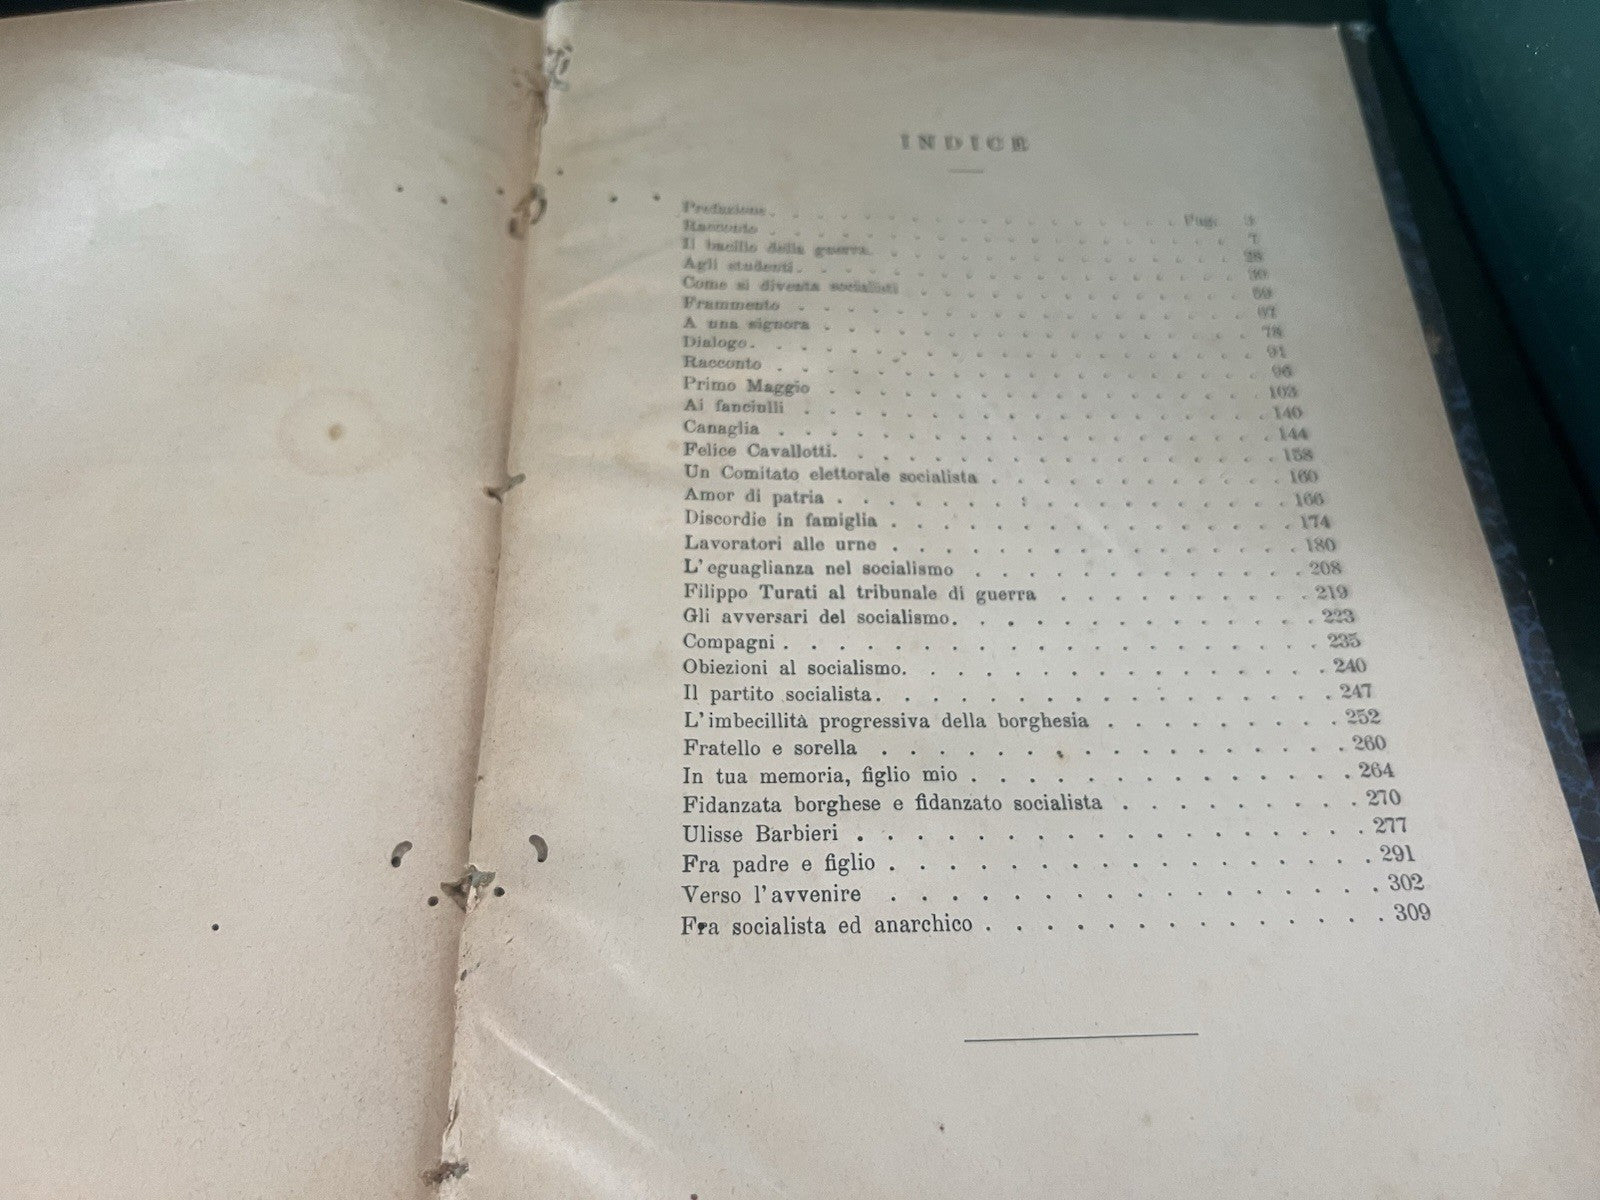 INDICE
Prefazione. . . . . . . . . . . . . . . . . . Pag. 3
Racconto . . . . . . . . . . . . . . . . . . 7
Il bacillo della guerra. . . . . . . . . . . . . . 28
Agli studenti. . . . . . . . . . . . . . . . . . 30
Come si diventa socialisti . . . . . . . . . . . . 59
Frammento . . . . . . . . . . . . . . . . . . 67
A una signora . . . . . . . . . . . . . . . . . 78
Dialogo. . . . . . . . . . . . . . . . . . . . 91
Racconto . . . . . . . . . . . . . . . . . . . 96
Primo Maggio . . . . . . . . . . . . . . . . . 103
Ai fanciulli . . . . . . . . . . . . . . . . . . 140
Canaglia . . . . . . . . . . . . . . . . . . . 144
Felice Cavallotti. . . . . . . . . . . . . . . . . 158
Un Comitato elettorale socialista . . . . . . . . . . . 160
Amor di patria . . . . . . . . . . . . . . . . . 166
Discordie in famiglia . . . . . . . . . . . . . . . 174
Lavoratori alle urne . . . . . . . . . . . . . . . 180
L'eguaglianza nel socialismo . . . . . . . . . . . . 208
Filippo Turati al tribunale di guerra . . . . . . . . . 219
Gli avversari del socialismo. . . . . . . . . . . . . 223
Compagni . . . . . . . . . . . . . . . . . . . 235
Obiezioni al socialismo. . . . . . . . . . . . . . . 240
Il partito socialista. . . . . . . . . . . . . . . . 247
L'imbecillità progressiva della borghesia . . . . . . . . 252
Fratello e sorella . . . . . . . . . . . . . . . . 260
In tua memoria, figlio mio . . . . . . . . . . . . . 264
Fidanzata borghese e fidanzato socialista . . . . . . . . 270
Ulisse Barbieri . . . . . . . . . . . . . . . . . 277
Fra padre e figlio . . . . . . . . . . . . . . . . 291
Verso l'avvenire . . . . . . . . . . . . . . . . . 302
Fra socialista ed anarchico . . . . . . . . . . . . . 309